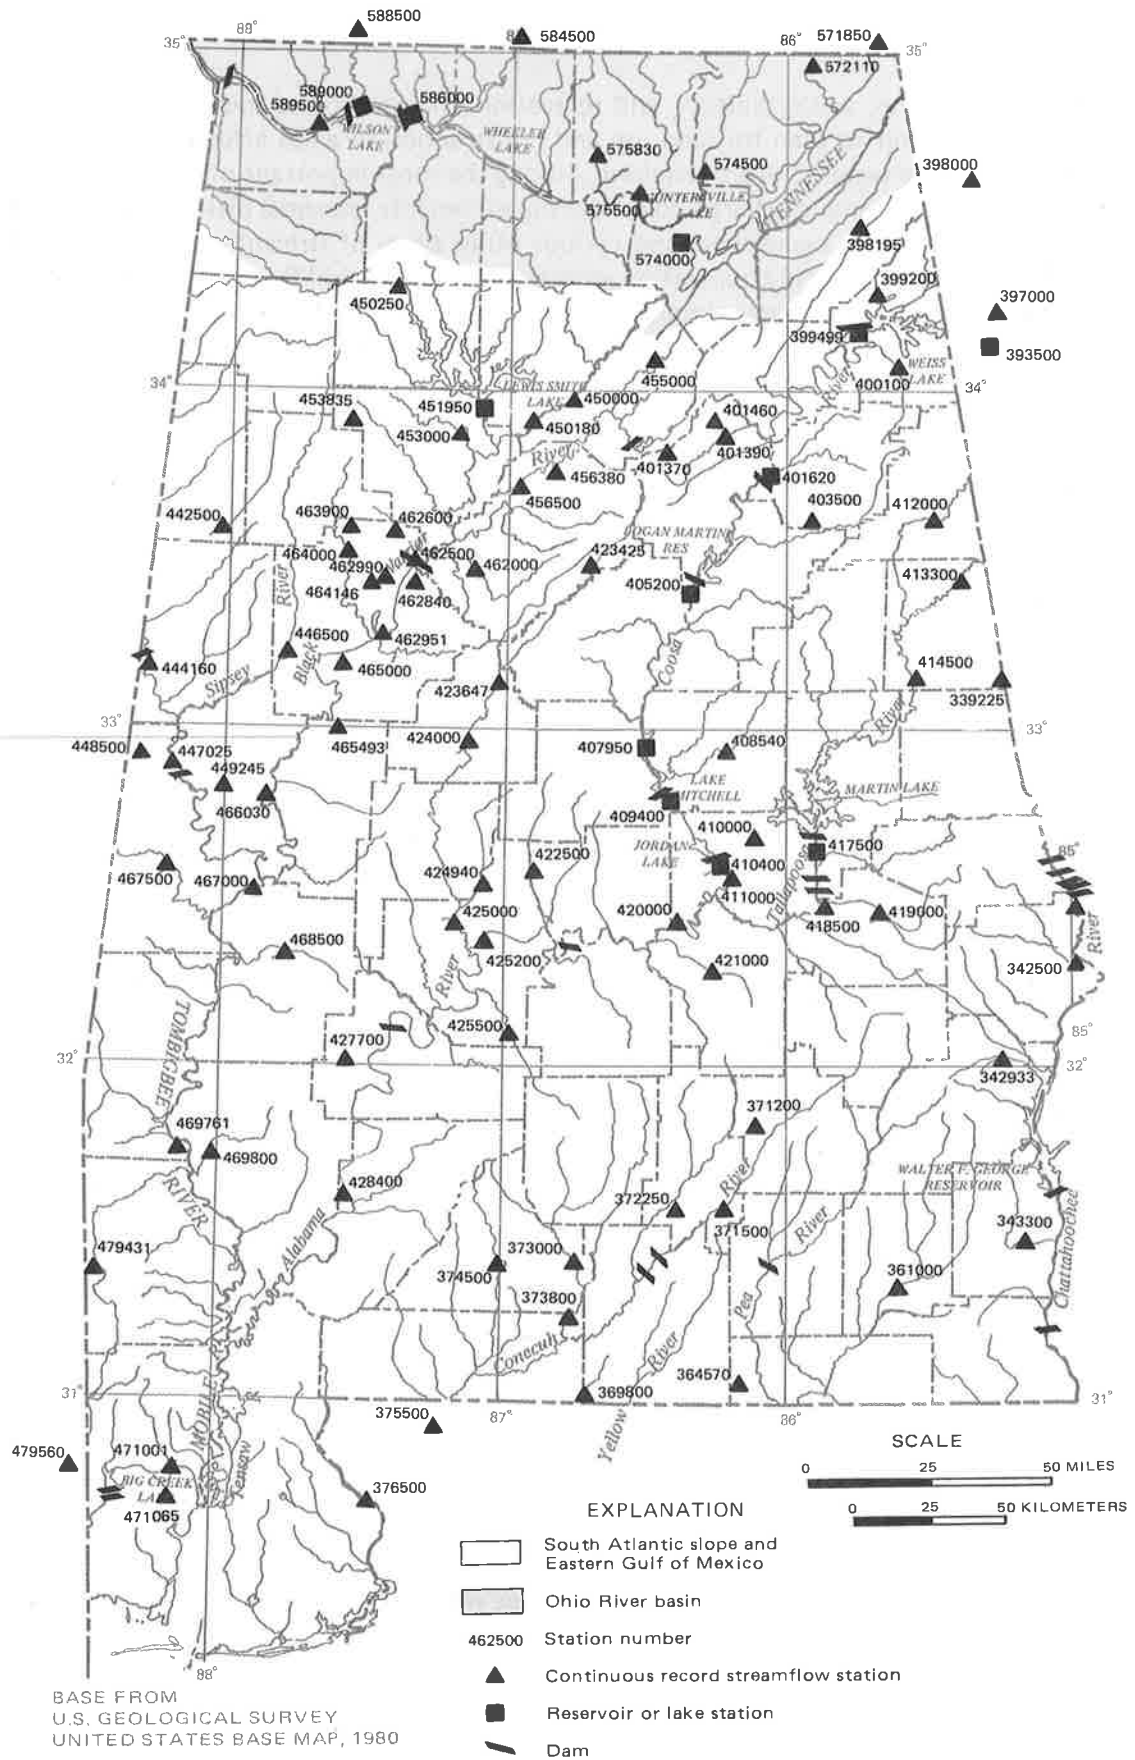 588500
88°
584500
571850
35°
86°
35°
572110
589000
586000
589500
WILSON
LAKE
WHEELER
LAKE
575830
574500
398000
GUNTERSVILLE
LAKE
575500
TENNESSEE
574000
398195
399200
450250
397000
399499
393500
WEISS
LAKE
400100
455000
34°
34°
River
LEWIS SMITH
LAKE
450000
453835
451950
401460
450180
453000
401390
River
401370
456380
401620
456500
403500
412000
442500
463900
462600
LOGAN MARTIN
RES
Warrior
464000
462500
423425
462990
462000
413300
464146
462840
405200
River
446500
462951
Coosa
444160
Black
465000
414500
Sipsey
423647
339225
River
33°
33°
448500
447025
465493
424000
407950
408540
449245
LAKE
MITCHELL
MARTIN LAKE
466030
409400
410000
JORDAN
LAKE
417500
85°
422500
410400
467500
424940
467000
411000
Tallapoosa
425000
420000
419000
418500
River
468500
425200
421000
342500
River
TOMBIGBEE
425500
85°
427700
32°
32°
342933
371200
469761
469800
WALTER F. GEORGE
RESERVOIR
428400
River
372250
RIVER
371500
River
343300
Alabama
479431
373000
374500
361000
Chattahoochee
373800
Pea
Conecuh
River
364570
369800
31°
31°
375500
87°
86°
Yellow
MOBILE
479560
471001
Tensaw
BIG CREEK
376500
471065
SCALE
0 25 50 MILES
0 25 50 KILOMETERS
EXPLANATION
South Atlantic slope and
Eastern Gulf of Mexico
Ohio River basin
462500 Station number
Continuous record streamflow station
Reservoir or lake station
Dam
88°
BASE FROM
U.S. GEOLOGICAL SURVEY
UNITED STATES BASE MAP, 1980